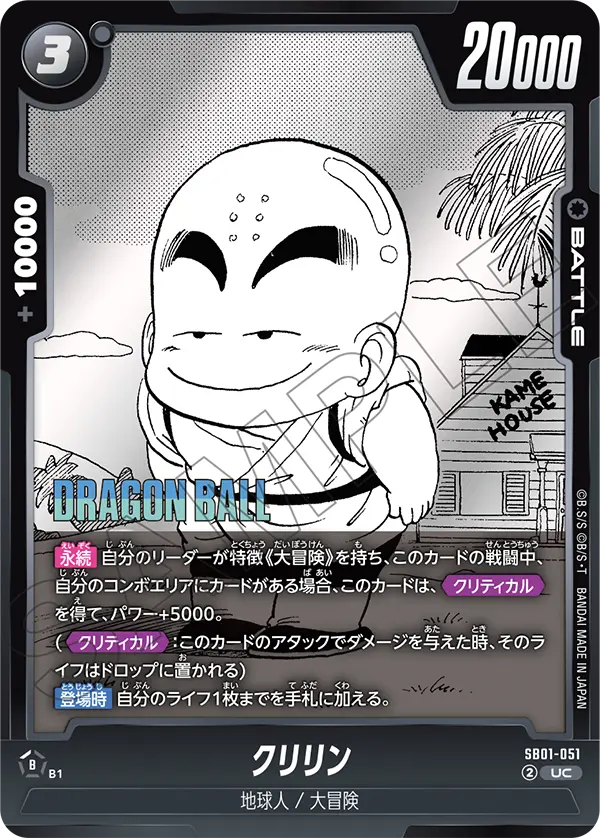 3
20000
+10000
BATTLE
KAME
HOUSE
SAMPLE
DRAGON BALL
永続 自分のリーダーが特徴《大冒険》を持ち、このカードの戦闘中、
自分のコンボエリアにカードがある場合、このカードは、クリティカル
を得て、パワー+5000。
(クリティカル:このカードのアタックでダメージを与えた時、そのラ
イフはドロップに置かれる)
登場時 自分のライフ1枚までを手札に加える。
©B.S/S ©B/S・T BANDAI MADE IN JAPAN
クリリン
SB01-051
B B1
② UC
地球人 / 大冒険